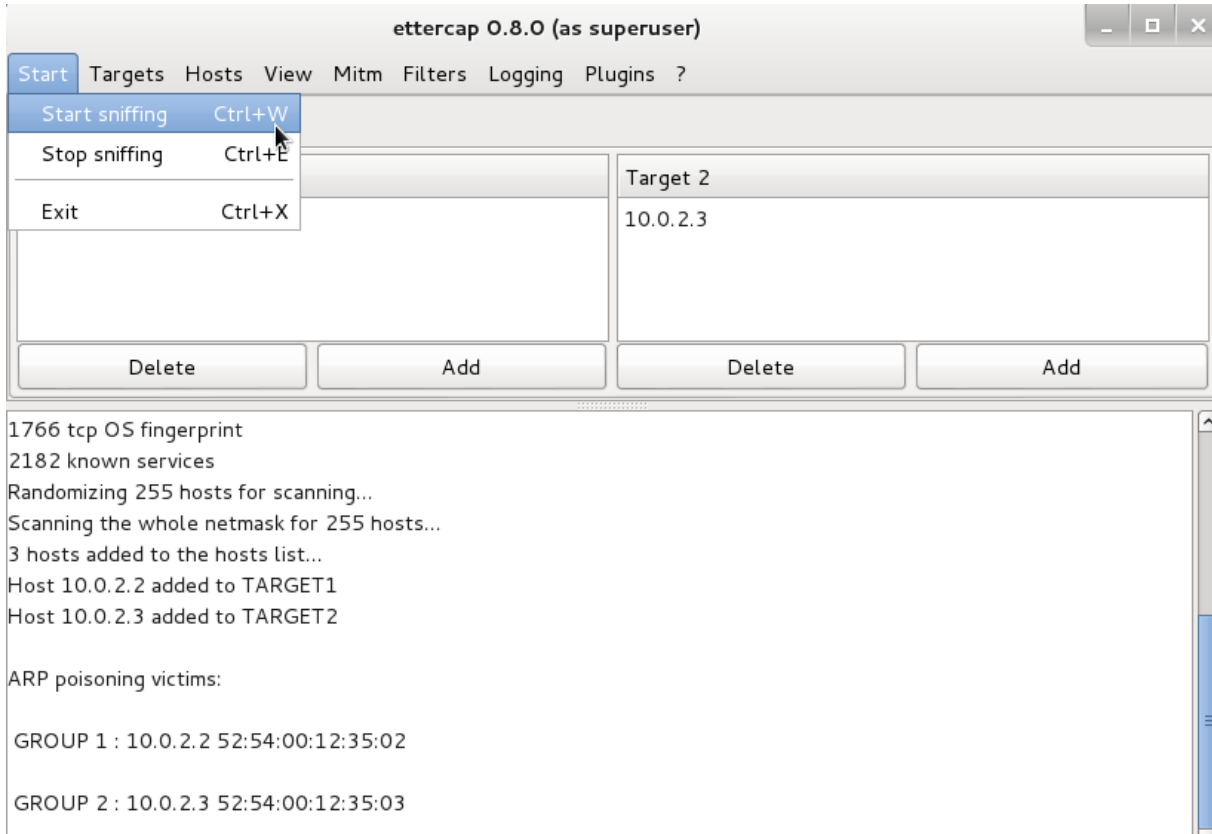 ettercap 0.8.0 (as superuser)
Start Targets Hosts View Mitm Filters Logging Plugins ?
Start sniffing Ctrl+W
Stop sniffing Ctrl+E
Exit Ctrl+X
Target 2
10.0.2.3
Delete Add Delete Add
1766 tcp OS fingerprint
2182 known services
Randomizing 255 hosts for scanning...
Scanning the whole netmask for 255 hosts...
3 hosts added to the hosts list...
Host 10.0.2.2 added to TARGET1
Host 10.0.2.3 added to TARGET2
ARP poisoning victims:
GROUP 1 : 10.0.2.2 52:54:00:12:35:02
GROUP 2 : 10.0.2.3 52:54:00:12:35:03